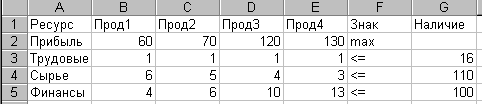 A B C D E F G
1 Ресурс Прод1 Прод2 Прод3 Прод4 Знак Наличие
2 Прибыль 60 70 120 130 max
3 Трудовые 1 1 1 1 <= 16
4 Сырье 6 5 4 3 <= 110
5 Финансы 4 6 10 13 <= 100